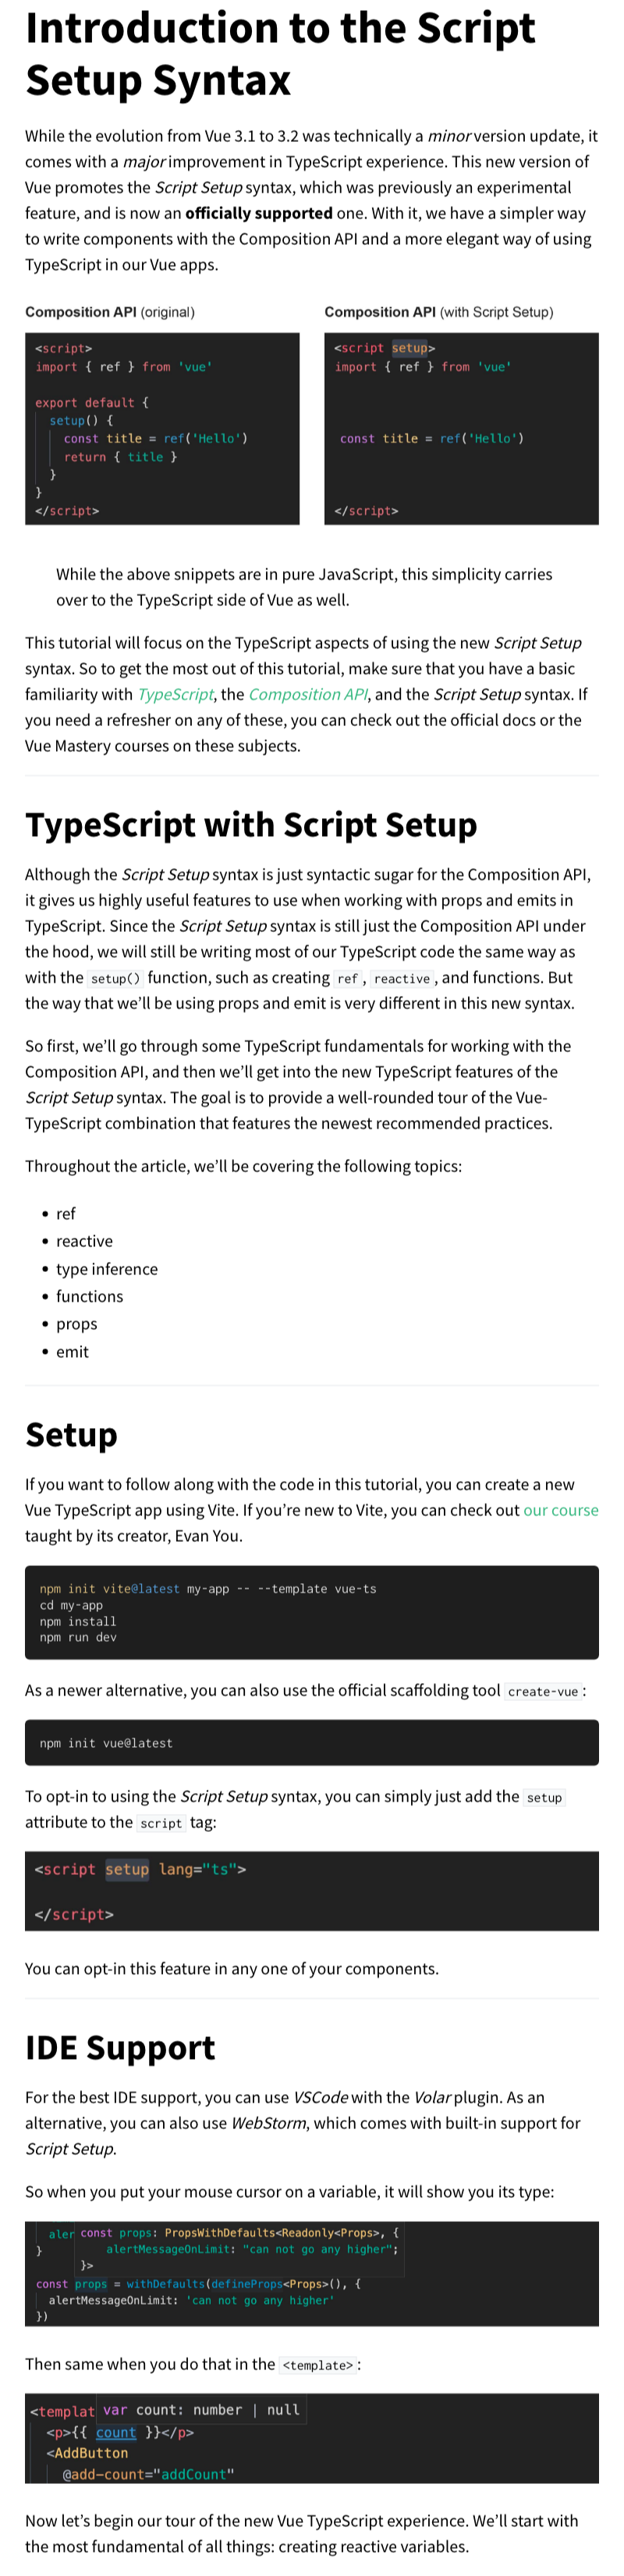 Introduction to the Script
Setup Syntax
While the evolution from Vue 3.1 to 3.2 was technically a minor version update, it
comes with a major improvement in TypeScript experience. This new version of
Vue promotes the Script Setup syntax, which was previously an experimental
feature, and is now an officially supported one. With it, we have a simpler way
to write components with the Composition API and a more elegant way of using
TypeScript in our Vue apps.
Composition API (original)
<script>
import { ref } from 'vue'
export default {
setup() {
const title = ref('Hello')
return { title }
}
}
</script>
Composition API (with Script Setup)
<script setup>
import { ref } from 'vue'
const title = ref('Hello')
</script>
While the above snippets are in pure JavaScript, this simplicity carries
over to the TypeScript side of Vue as well.
This tutorial will focus on the TypeScript aspects of using the new Script Setup
syntax. So to get the most out of this tutorial, make sure that you have a basic
familiarity with TypeScript, the Composition API, and the Script Setup syntax. If
you need a refresher on any of these, you can check out the official docs or the
Vue Mastery courses on these subjects.
TypeScript with Script Setup
Although the Script Setup syntax is just syntactic sugar for the Composition API,
it gives us highly useful features to use when working with props and emits in
TypeScript. Since the Script Setup syntax is still just the Composition API under
the hood, we will still be writing most of our TypeScript code the same way as
with the setup() function, such as creating ref, reactive, and functions. But
the way that we’ll be using props and emit is very different in this new syntax.
So first, we’ll go through some TypeScript fundamentals for working with the
Composition API, and then we’ll get into the new TypeScript features of the
Script Setup syntax. The goal is to provide a well-rounded tour of the Vue-
TypeScript combination that features the newest recommended practices.
Throughout the article, we’ll be covering the following topics:
• ref
• reactive
• type inference
• functions
• props
• emit
Setup
If you want to follow along with the code in this tutorial, you can create a new
Vue TypeScript app using Vite. If you’re new to Vite, you can check out our course
taught by its creator, Evan You.
npm init vite@latest my-app -- --template vue-ts
cd my-app
npm install
npm run dev
As a newer alternative, you can also use the official scaffolding tool create-vue:
npm init vue@latest
To opt-in to using the Script Setup syntax, you can simply just add the setup
attribute to the script tag:
<script setup lang="ts">
</script>
You can opt-in this feature in any one of your components.
IDE Support
For the best IDE support, you can use VSCode with the Volar plugin. As an
alternative, you can also use WebStorm, which comes with built-in support for
Script Setup.
So when you put your mouse cursor on a variable, it will show you its type:
aler const props: PropsWithDefaults<Readonly<Props>, {
} alertMessageOnLimit: "can not go any higher";
}>
const props = withDefaults(defineProps<Props>(), {
alertMessageOnLimit: 'can not go any higher'
})
Then same when you do that in the <template>:
<templat var count: number | null
<p>{{ count }}</p>
<AddButton
@add-count="addCount"
Now let’s begin our tour of the new Vue TypeScript experience. We’ll start with
the most fundamental of all things: creating reactive variables.